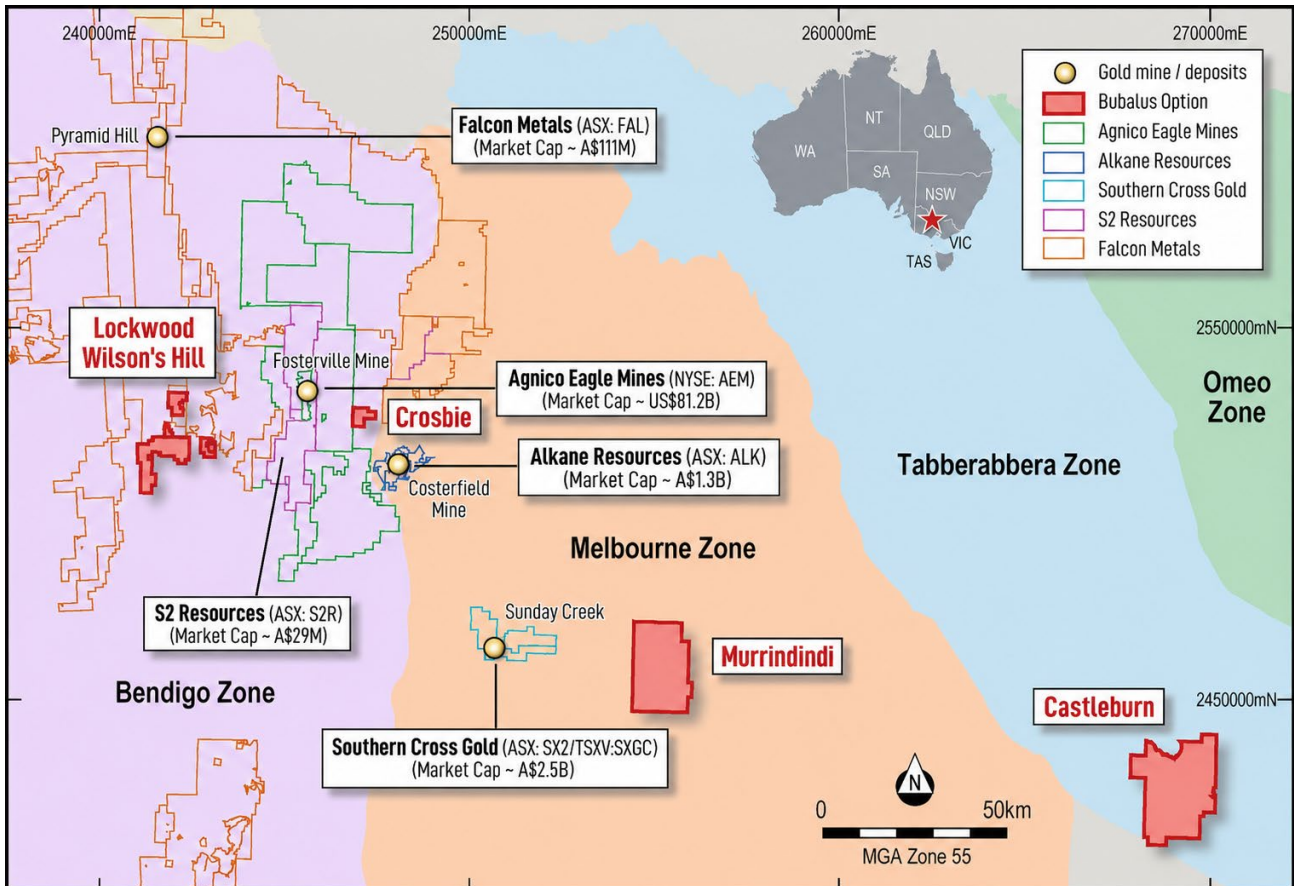 240000mE
250000mE
260000mE
270000mE
Gold mine / deposits
Bubalus Option
Agnico Eagle Mines
Alkane Resources
Southern Cross Gold
S2 Resources
Falcon Metals
WA
NT
QLD
SA
NSW
VIC
TAS
Pyramid Hill
Falcon Metals (ASX: FAL)
(Market Cap ~ A$111M)
2550000mN
Lockwood
Wilson's Hill
Fosterville Mine
Agnico Eagle Mines (NYSE: AEM)
(Market Cap ~ US$81.2B)
Crosbie
Omeo
Zone
Alkane Resources (ASX: ALK)
(Market Cap ~ A$1.3B)
Costerfield
Mine
Tabberabbera Zone
Melbourne Zone
S2 Resources (ASX: S2R)
(Market Cap ~ A$29M)
Sunday Creek
Murrindindi
Bendigo Zone
2450000mN
Castleburn
Southern Cross Gold (ASX: SX2/TSXV:SXGC)
(Market Cap ~ A$2.5B)
N
0
50km
MGA Zone 55